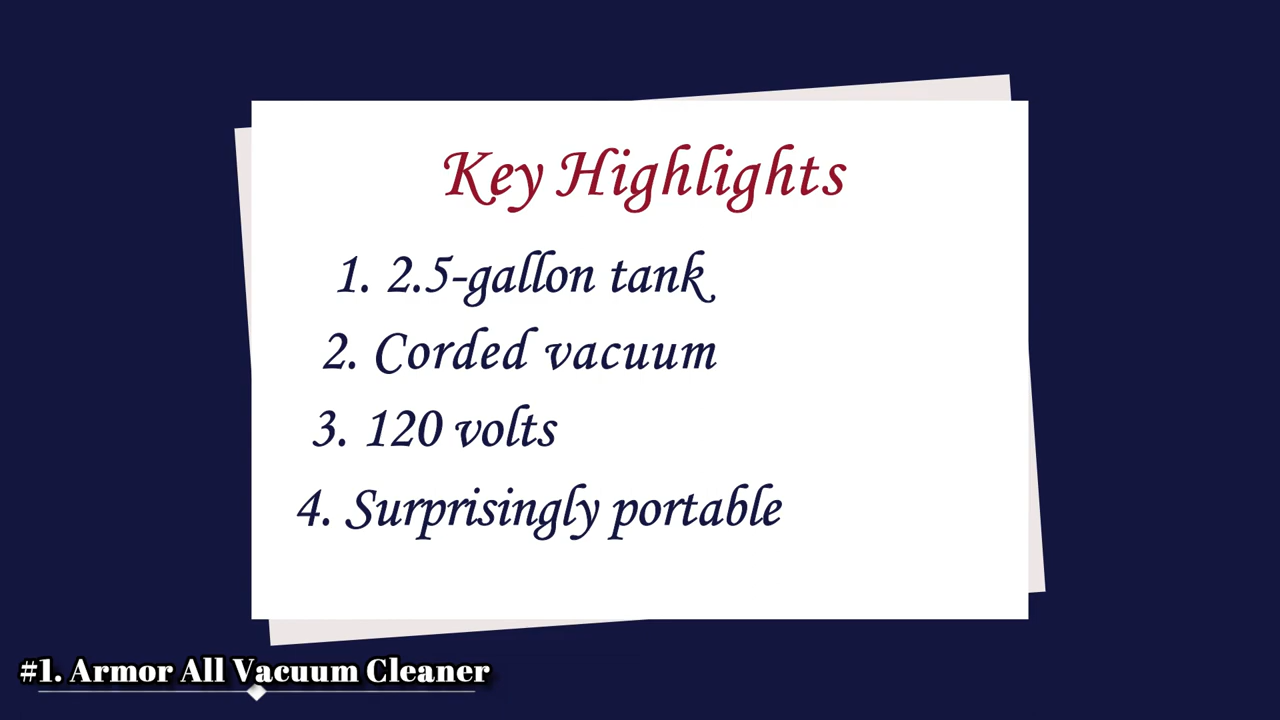 Key Highlights
1. 2.5-gallon tank
2. Corded vacuum
3. 120 volts
4. Surprisingly portable
#1. Armor All Vacuum Cleaner